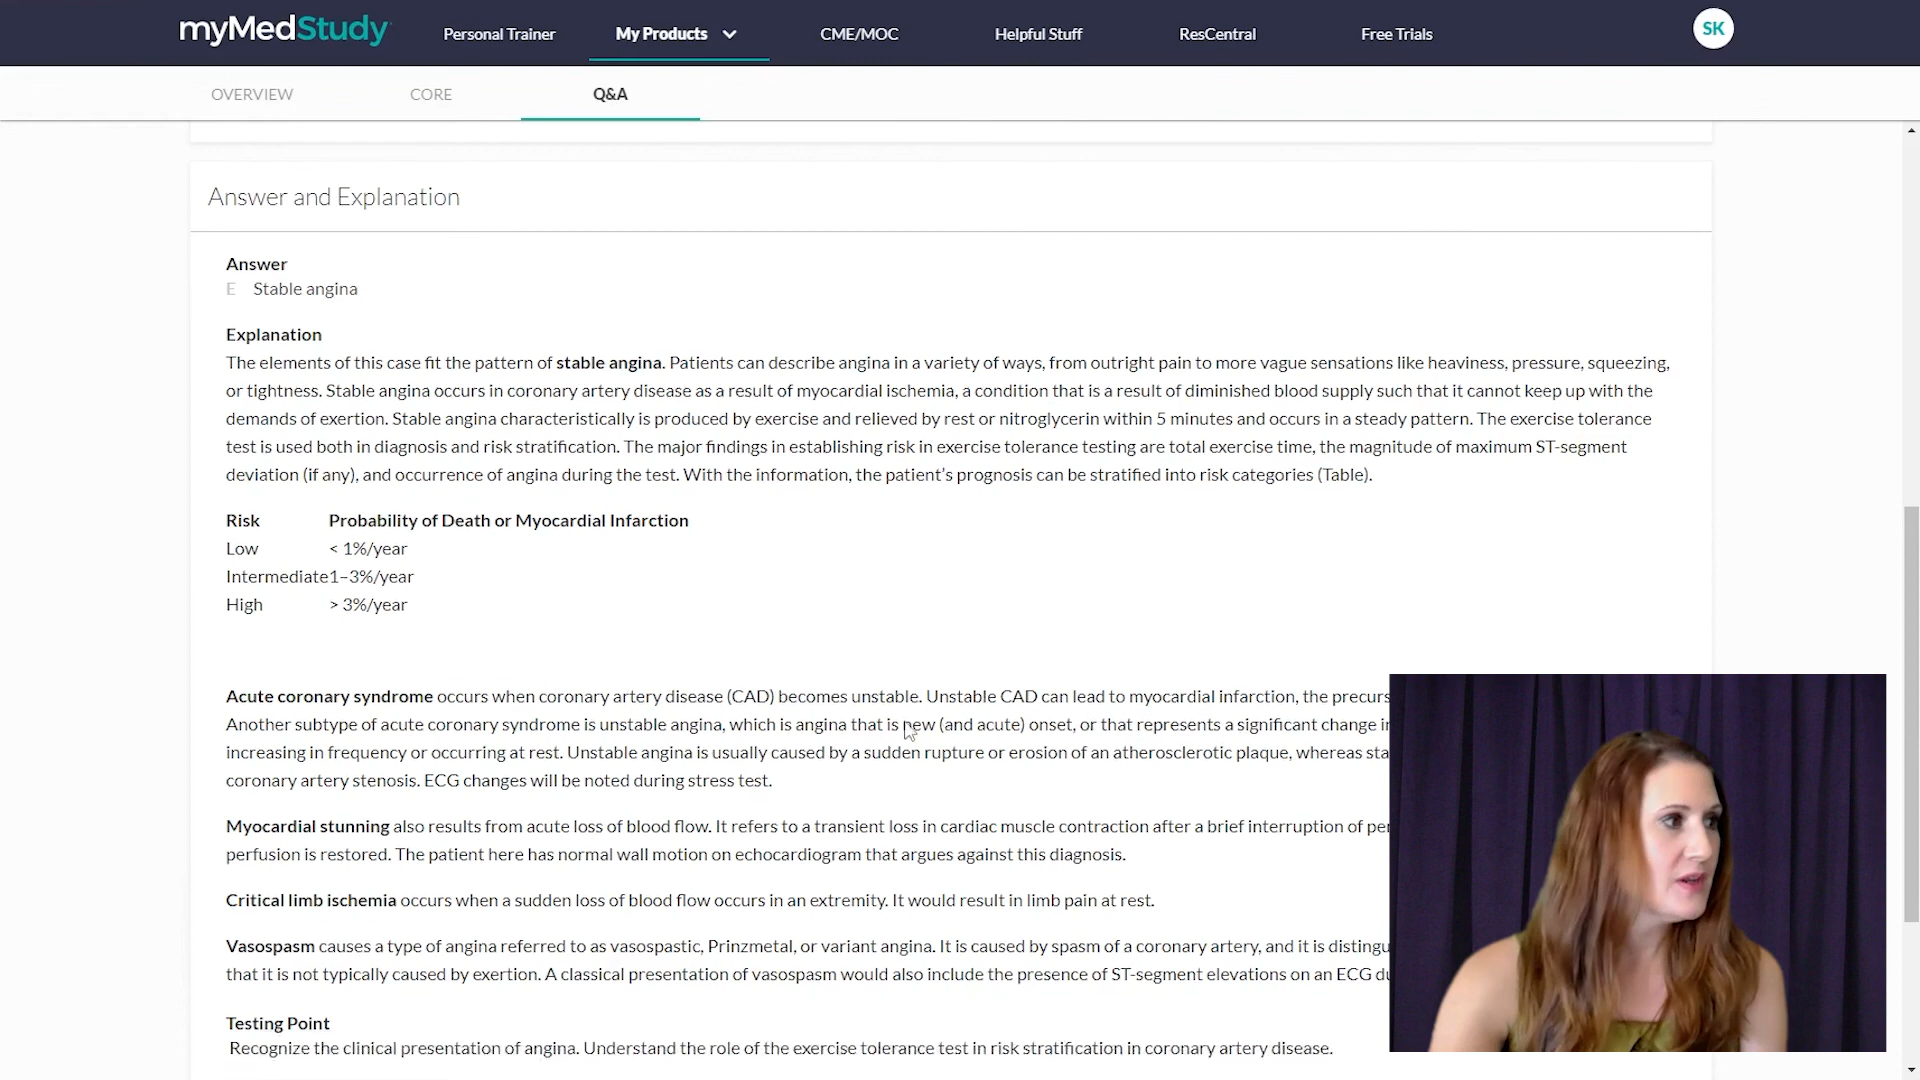 myMedStudy
Personal Trainer
My Products
CME/MOC
Helpful Stuff
ResCentral
Free Trials
SK
OVERVIEW
CORE
Q&A
Answer and Explanation
Answer
E Stable angina
Explanation
The elements of this case fit the pattern of stable angina. Patients can describe angina in a variety of ways, from outright pain to more vague sensations like heaviness, pressure, squeezing,
or tightness. Stable angina occurs in coronary artery disease as a result of myocardial ischemia, a condition that is a result of diminished blood supply such that it cannot keep up with the
demands of exertion. Stable angina characteristically is produced by exercise and relieved by rest or nitroglycerin within 5 minutes and occurs in a steady pattern. The exercise tolerance
test is used both in diagnosis and risk stratification. The major findings in establishing risk in exercise tolerance testing are total exercise time, the magnitude of maximum ST-segment
deviation (if any), and occurrence of angina during the test. With the information, the patient's prognosis can be stratified into risk categories (Table).
Risk Probability of Death or Myocardial Infarction
Low < 1%/year
Intermediate 1–3%/year
High > 3%/year
Acute coronary syndrome occurs when coronary artery disease (CAD) becomes unstable. Unstable CAD can lead to myocardial infarction, the precurs
Another subtype of acute coronary syndrome is unstable angina, which is angina that is new (and acute) onset, or that represents a significant change i
increasing in frequency or occurring at rest. Unstable angina is usually caused by a sudden rupture or erosion of an atherosclerotic plaque, whereas sta
coronary artery stenosis. ECG changes will be noted during stress test.
Myocardial stunning also results from acute loss of blood flow. It refers to a transient loss in cardiac muscle contraction after a brief interruption of per
perfusion is restored. The patient here has normal wall motion on echocardiogram that argues against this diagnosis.
Critical limb ischemia occurs when a sudden loss of blood flow occurs in an extremity. It would result in limb pain at rest.
Vasospasm causes a type of angina referred to as vasospastic, Prinzmetal, or variant angina. It is caused by spasm of a coronary artery, and it is distingu
that it is not typically caused by exertion. A classical presentation of vasospasm would also include the presence of ST-segment elevations on an ECG du
Testing Point
Recognize the clinical presentation of angina. Understand the role of the exercise tolerance test in risk stratification in coronary artery disease.